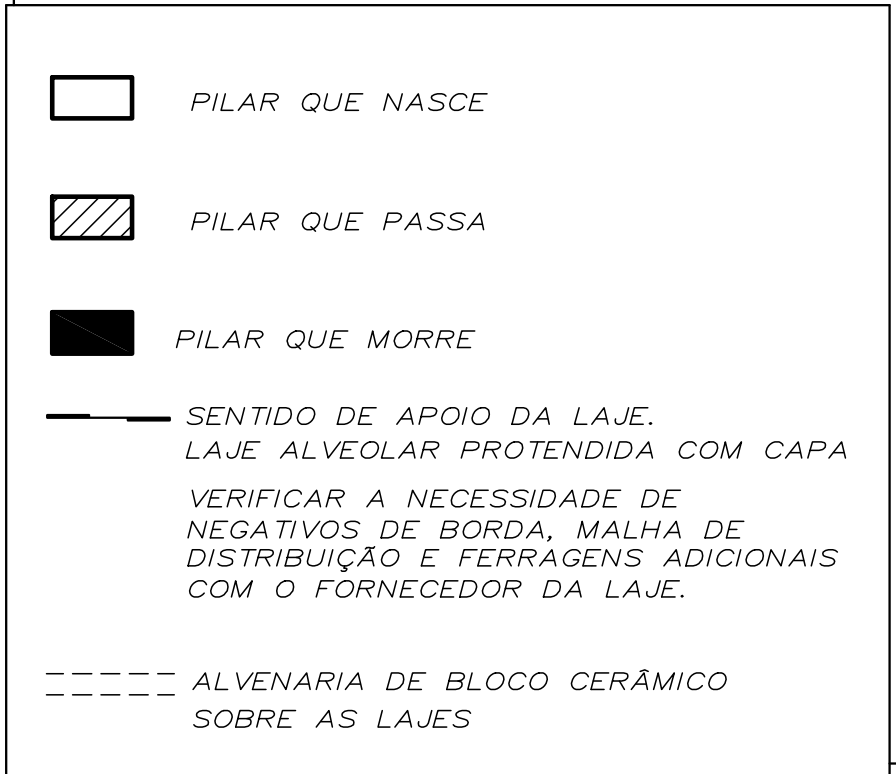 PILAR QUE NASCE
PILAR QUE PASSA
PILAR QUE MORRE
SENTIDO DE APOIO DA LAJE.
LAJE ALVEOLAR PROTENDIDA COM CAPA
VERIFICAR A NECESSIDADE DE
NEGATIVOS DE BORDA, MALHA DE
DISTRIBUIÇÃO E FERRAGENS ADICIONAIS
COM O FORNECEDOR DA LAJE.
ALVENARIA DE BLOCO CERÂMICO
SOBRE AS LAJES